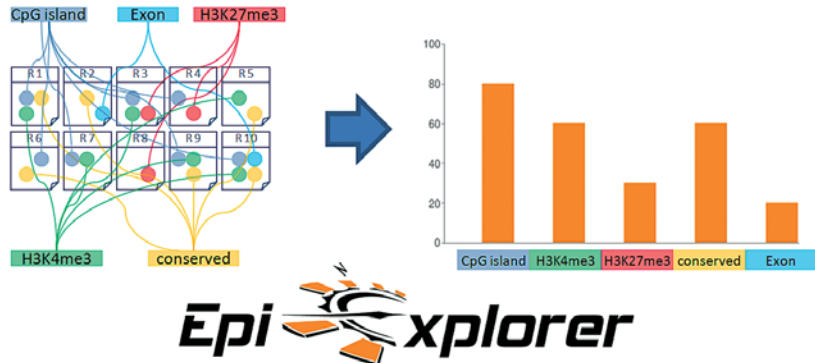 CpG island Exon H3K27me3
R1 R2 R3 R4 R5
R6 R7 R8 R9 R10
H3K4me3 conserved
100
80
60
40
20
0
CpG island H3K4me3 H3K27me3 conserved Exon
N
Epi Xplorer